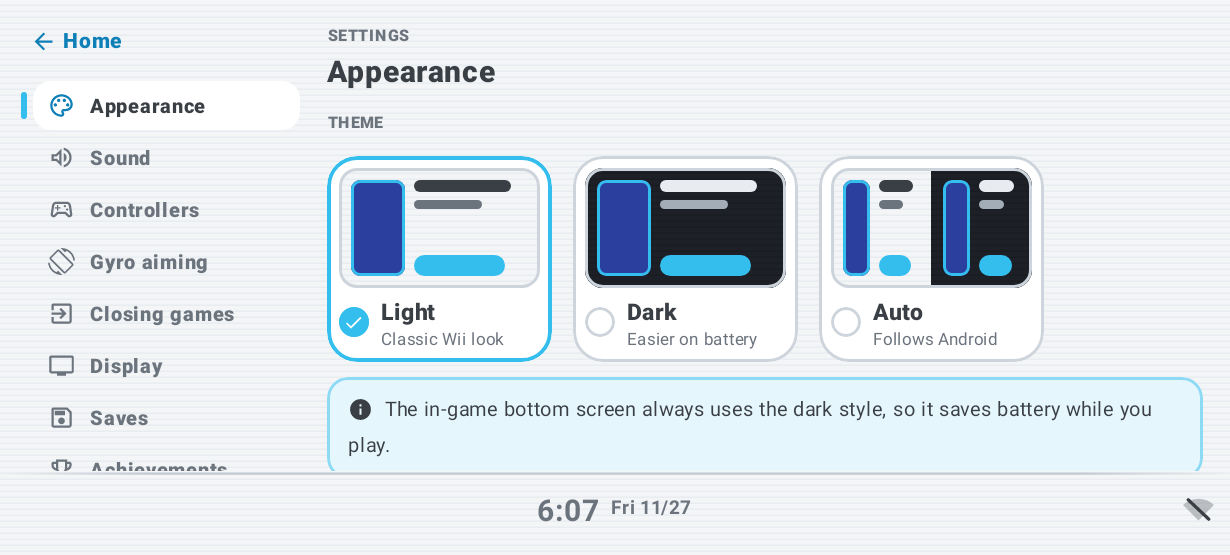 Home
Appearance
Sound
Controllers
Gyro aiming
Closing games
Display
Saves
Achievements
SETTINGS
Appearance
THEME
Light
Classic Wii look
Dark
Easier on battery
Auto
Follows Android
The in-game bottom screen always uses the dark style, so it saves battery while you
play.
6:07 Fri 11/27